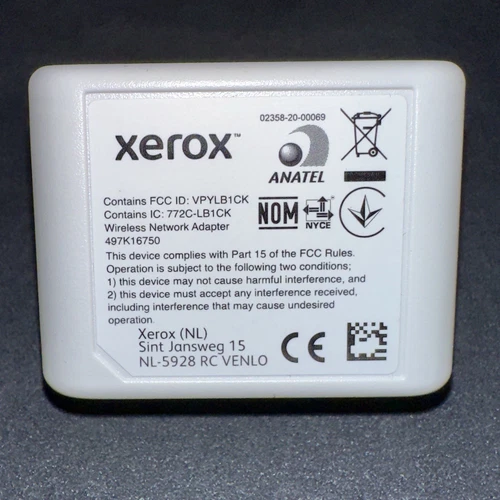 xerox™
02358-20-00069
ANATEL
Contains FCC ID: VPYLB1CK
Contains IC: 772C-LB1CK
Wireless Network Adapter
497K16750
NOM
NYCE
This device complies with Part 15 of the FCC Rules.
Operation is subject to the following two conditions;
1) this device may not cause harmful interference, and
2) this device must accept any interference received,
including interference that may cause undesired
operation.
Xerox (NL)
Sint Jansweg 15
NL-5928 RC VENLO
CE